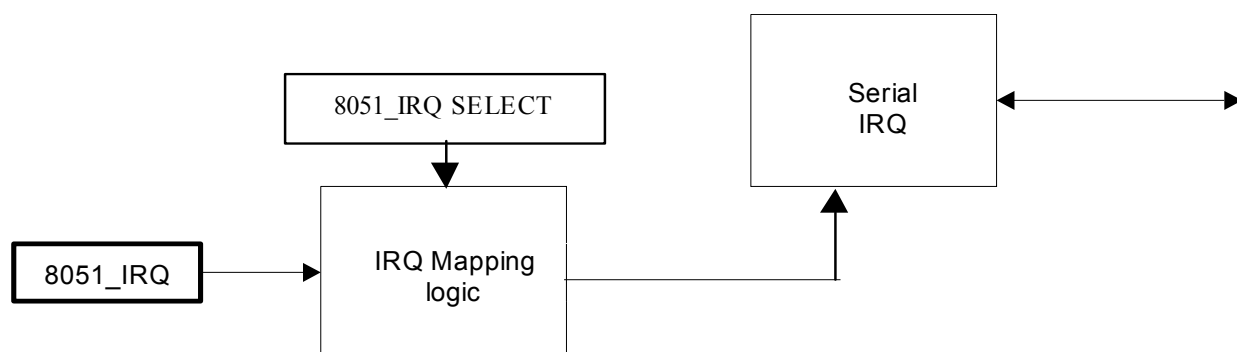 8051_IRQ SELECT
Serial
IRQ
8051_IRQ
IRQ Mapping
logic